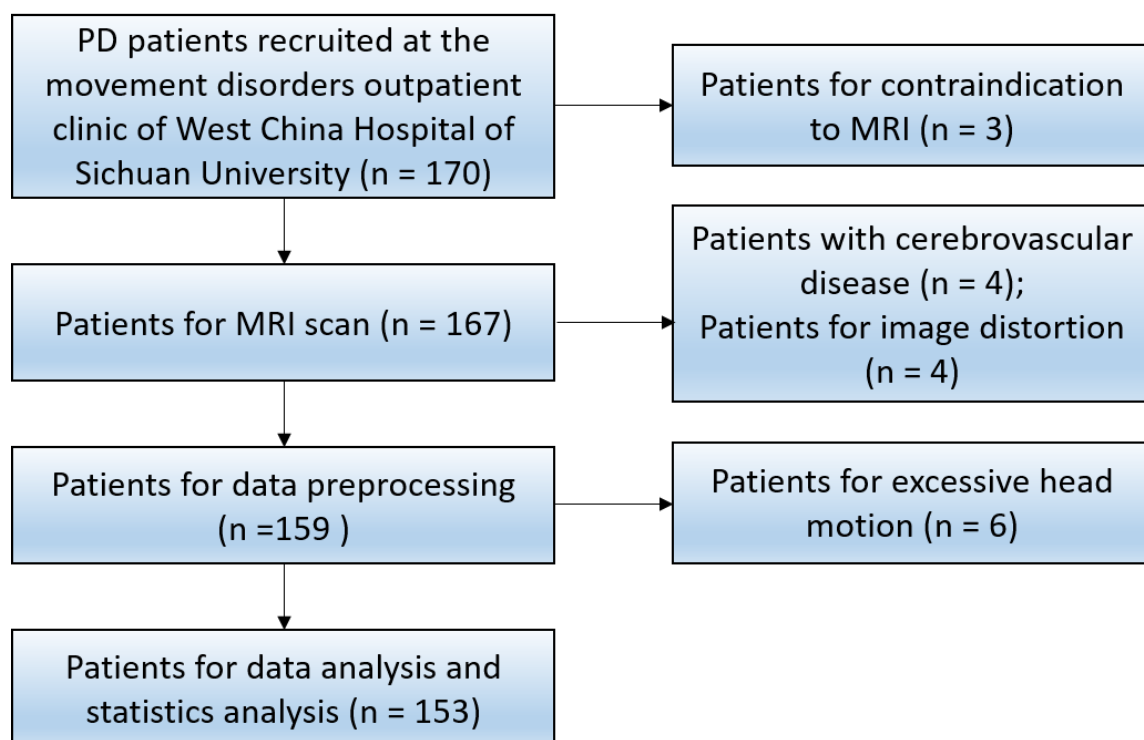 PD patients recruited at the
movement disorders outpatient
clinic of West China Hospital of
Sichuan University (n = 170)
Patients for contraindication
to MRI (n = 3)
Patients for MRI scan (n = 167)
Patients with cerebrovascular
disease (n = 4);
Patients for image distortion
(n = 4)
Patients for data preprocessing
(n =159 )
Patients for excessive head
motion (n = 6)
Patients for data analysis and
statistics analysis (n = 153)